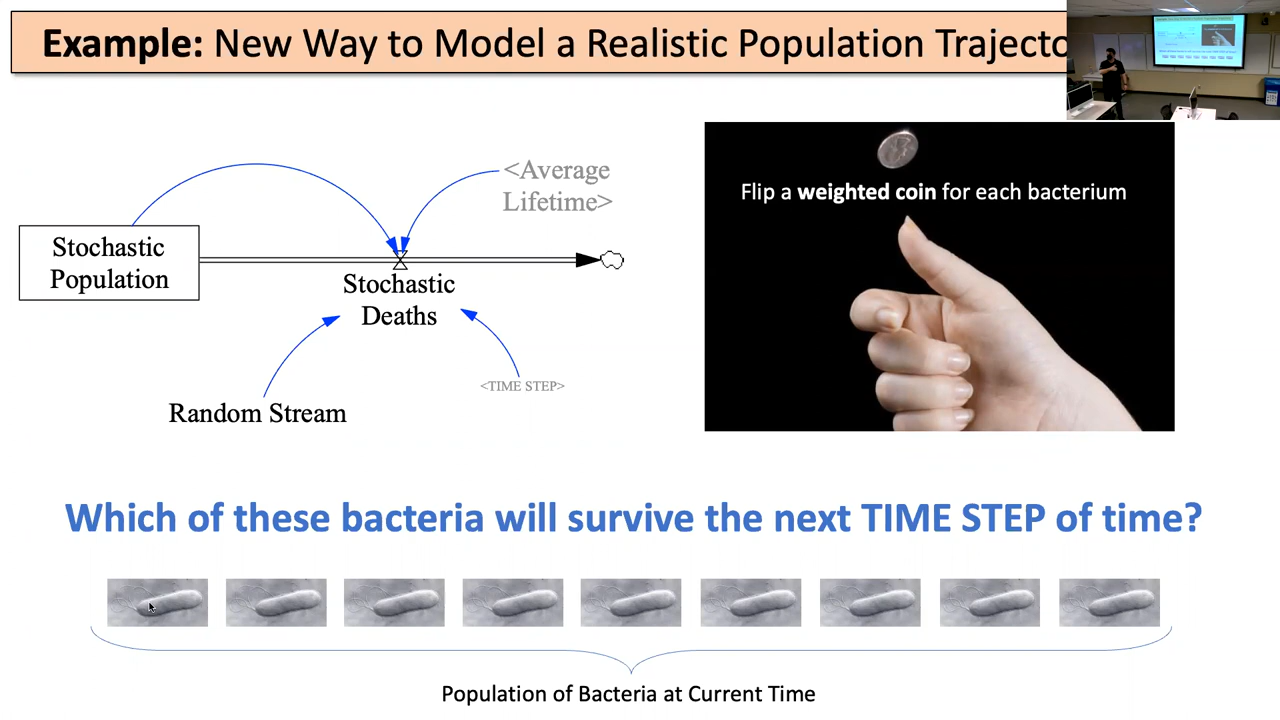 Example: New Way to Model a Realistic Population Trajecto
<Average
Lifetime>
Stochastic
Population
Stochastic
Deaths
<TIME STEP>
Random Stream
Flip a weighted coin for each bacterium
Which of these bacteria will survive the next TIME STEP of time?
Population of Bacteria at Current Time